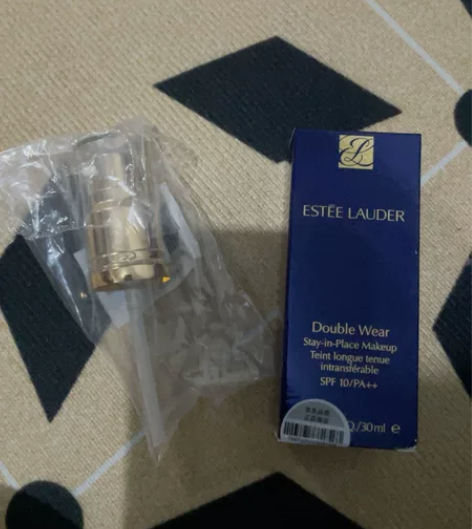 ESTĒE LAUDER
Double Wear
Stay-in-Place Makeup
Teint longue tenue
intransférable
SPF 10/PA++
/30ml e